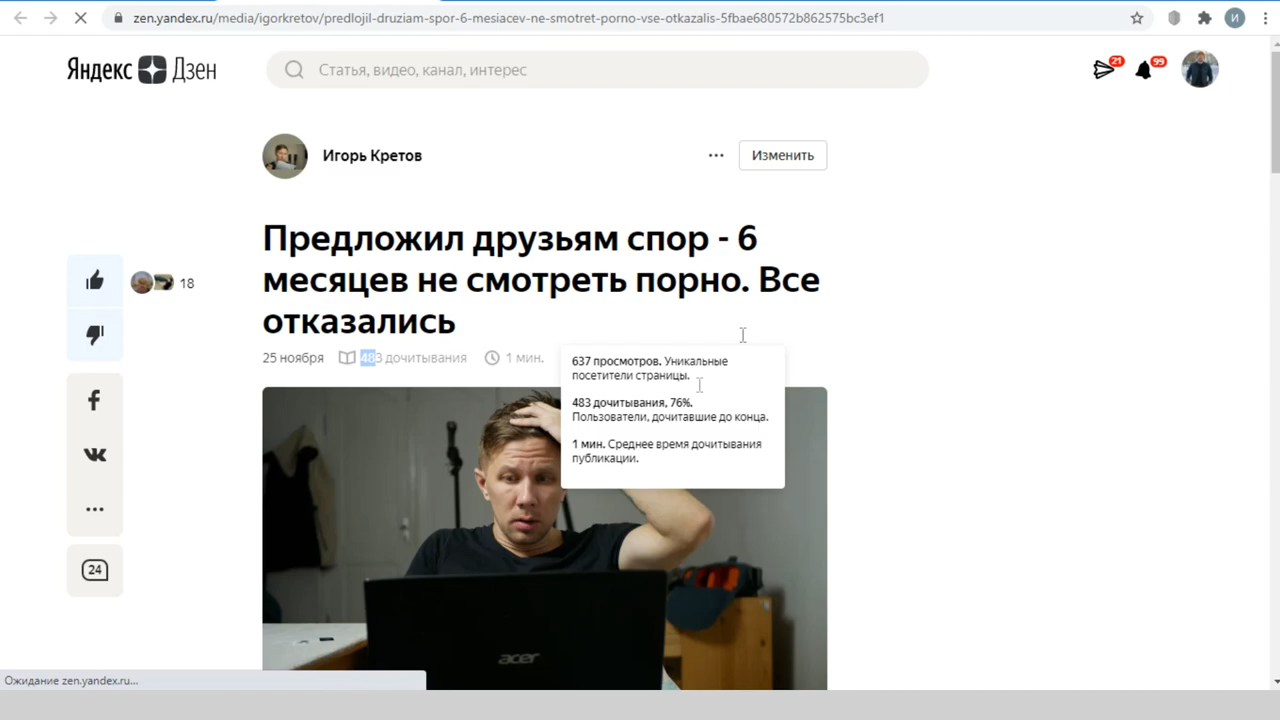 zen.yandex.ru/media/igorkretov/predlojil-druziam-spor-6-mesiacev-ne-smotret-porno-vse-otkazalis-5fbae680572b862575bc3ef1
И
Яндекс Дзен
Статья, видео, канал, интерес
21
99
Игорь Кретов
Изменить
Предложил друзьям спор - 6
месяцев не смотреть порно. Все
отказались
18
25 ноября 483 дочитывания 1 мин.
637 просмотров. Уникальные
посетители страницы.
483 дочитывания, 76%.
Пользователи, дочитавшие до конца.
1 мин. Среднее время дочитывания
публикации.
24
acer
Ожидание zen.yandex.ru...